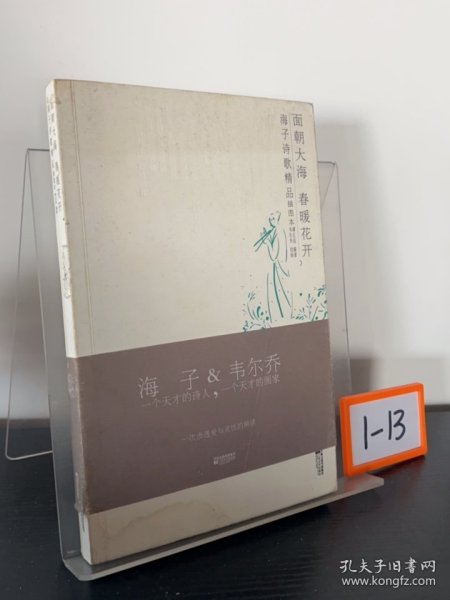 面朝大海 春暖花开,
海子诗歌精品插图本
海 子 & 韦尔乔
一个天才的诗人,一个天才的画家
1-13
孔夫子旧书网
www.kongfz.com